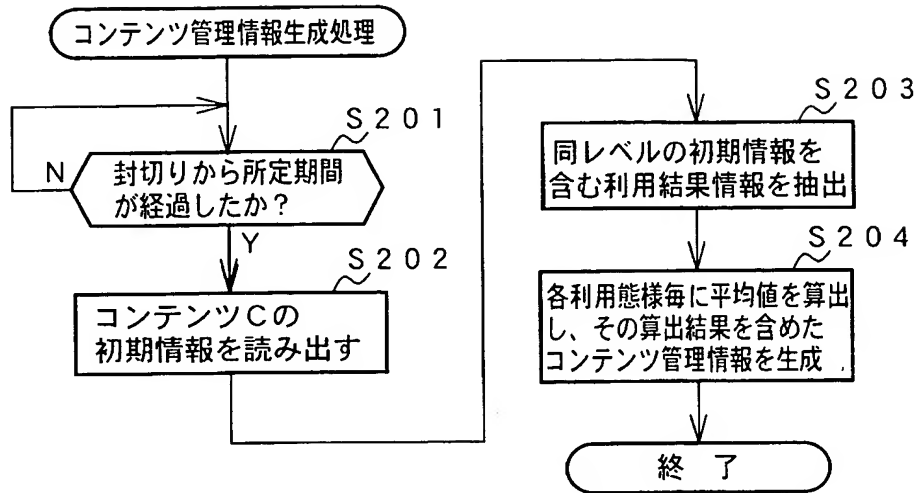 コンテンツ管理情報生成処理
S201
封切りから所定期間
が経過したか？
N
Y
S202
コンテンツCの
初期情報を読み出す
S203
同レベルの初期情報を
含む利用結果情報を抽出
S204
各利用態様毎に平均値を算出
し、その算出結果を含めた
コンテンツ管理情報を生成
終 了